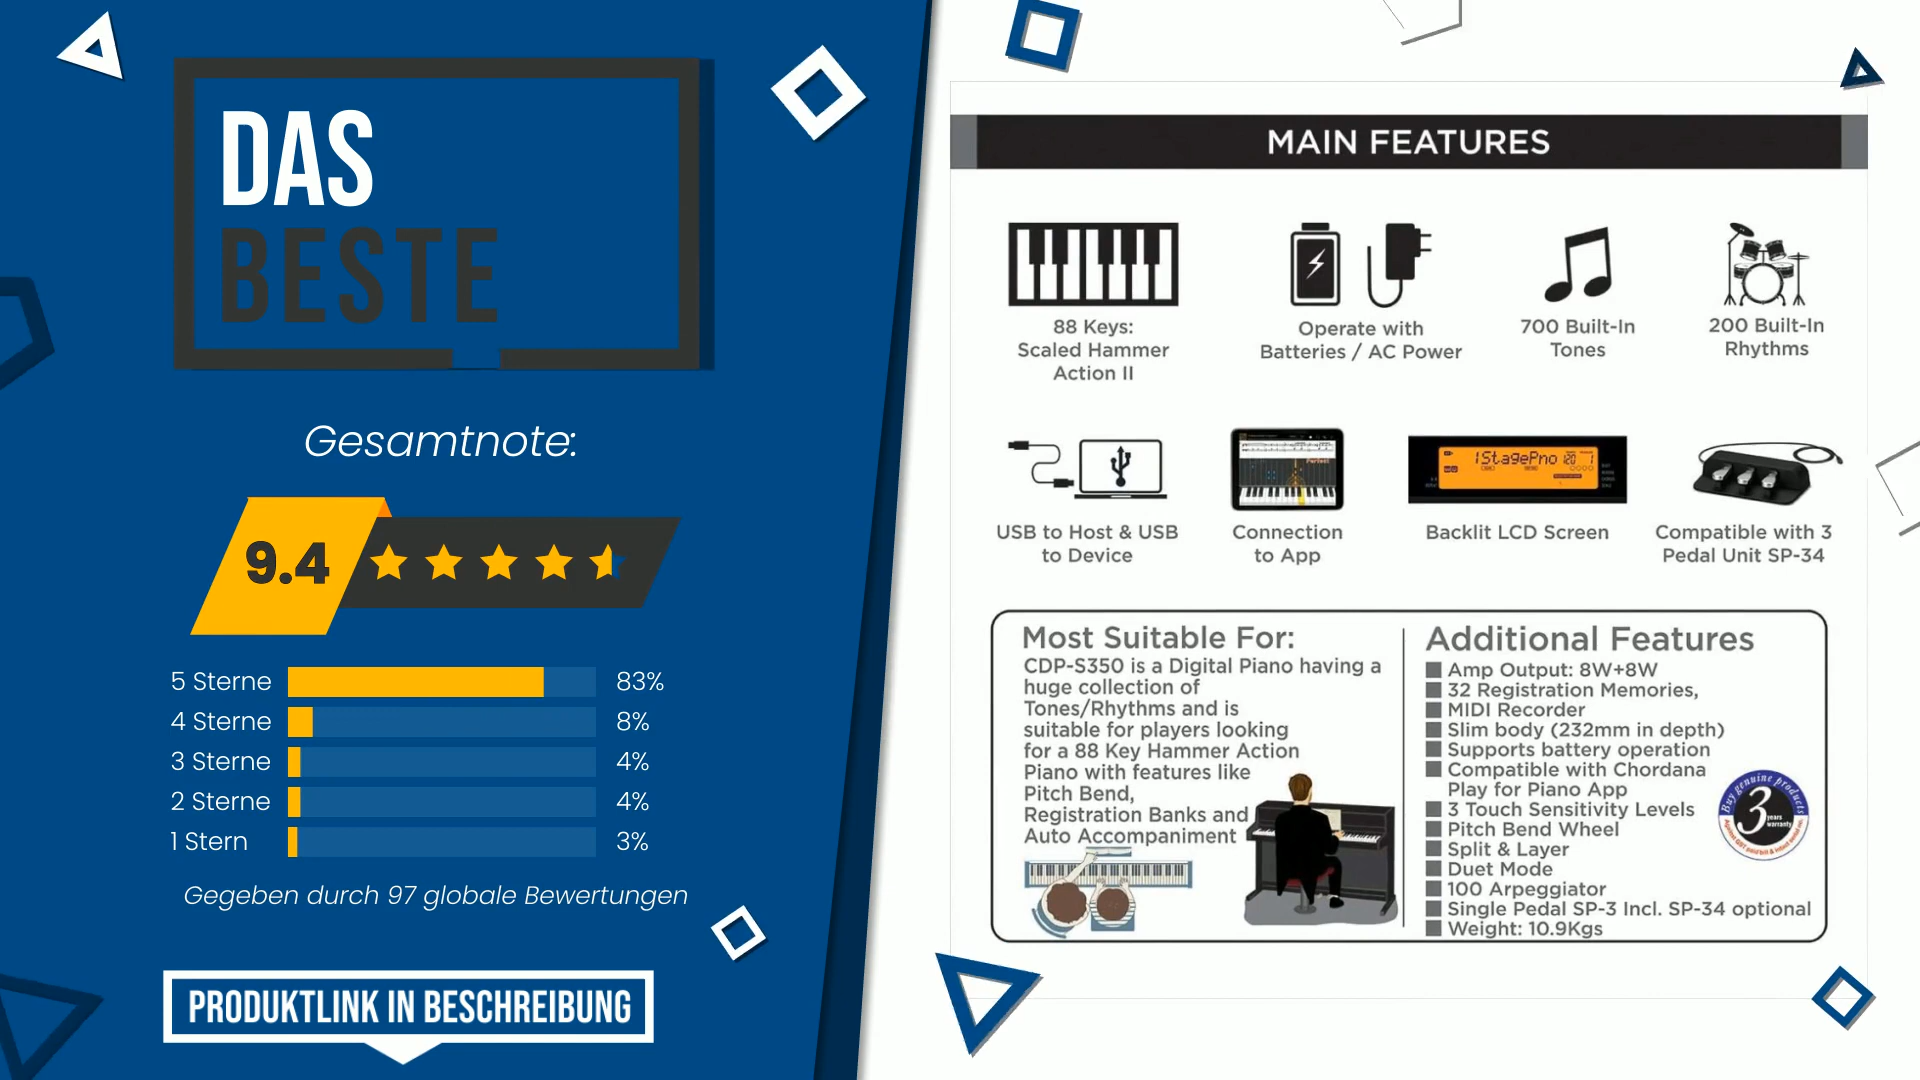 DAS
BESTE
Gesamtnote:
9.4
5 Sterne 83%
4 Sterne 8%
3 Sterne 4%
2 Sterne 4%
1 Stern 3%
Gegeben durch 97 globale Bewertungen
PRODUKTLINK IN BESCHREIBUNG
MAIN FEATURES
88 Keys:
Scaled Hammer
Action II
Operate with
Batteries / AC Power
700 Built-In
Tones
200 Built-In
Rhythms
USB to Host & USB
to Device
Connection
to App
Perfect
1StagePno 120 1
Backlit LCD Screen
Compatible with 3
Pedal Unit SP-34
Most Suitable For:
CDP-S350 is a Digital Piano having a
huge collection of
Tones/Rhythms and is
suitable for players looking
for a 88 Key Hammer Action
Piano with features like
Pitch Bend,
Registration Banks and
Auto Accompaniment
Additional Features
Amp Output: 8W+8W
32 Registration Memories,
MIDI Recorder
Slim body (232mm in depth)
Supports battery operation
Compatible with Chordana
Play for Piano App
3 Touch Sensitivity Levels
Pitch Bend Wheel
Split & Layer
Duet Mode
100 Arpeggiator
Single Pedal SP-3 Incl. SP-34 optional
Weight: 10.9Kgs
Buy genuine products
3 years
warranty